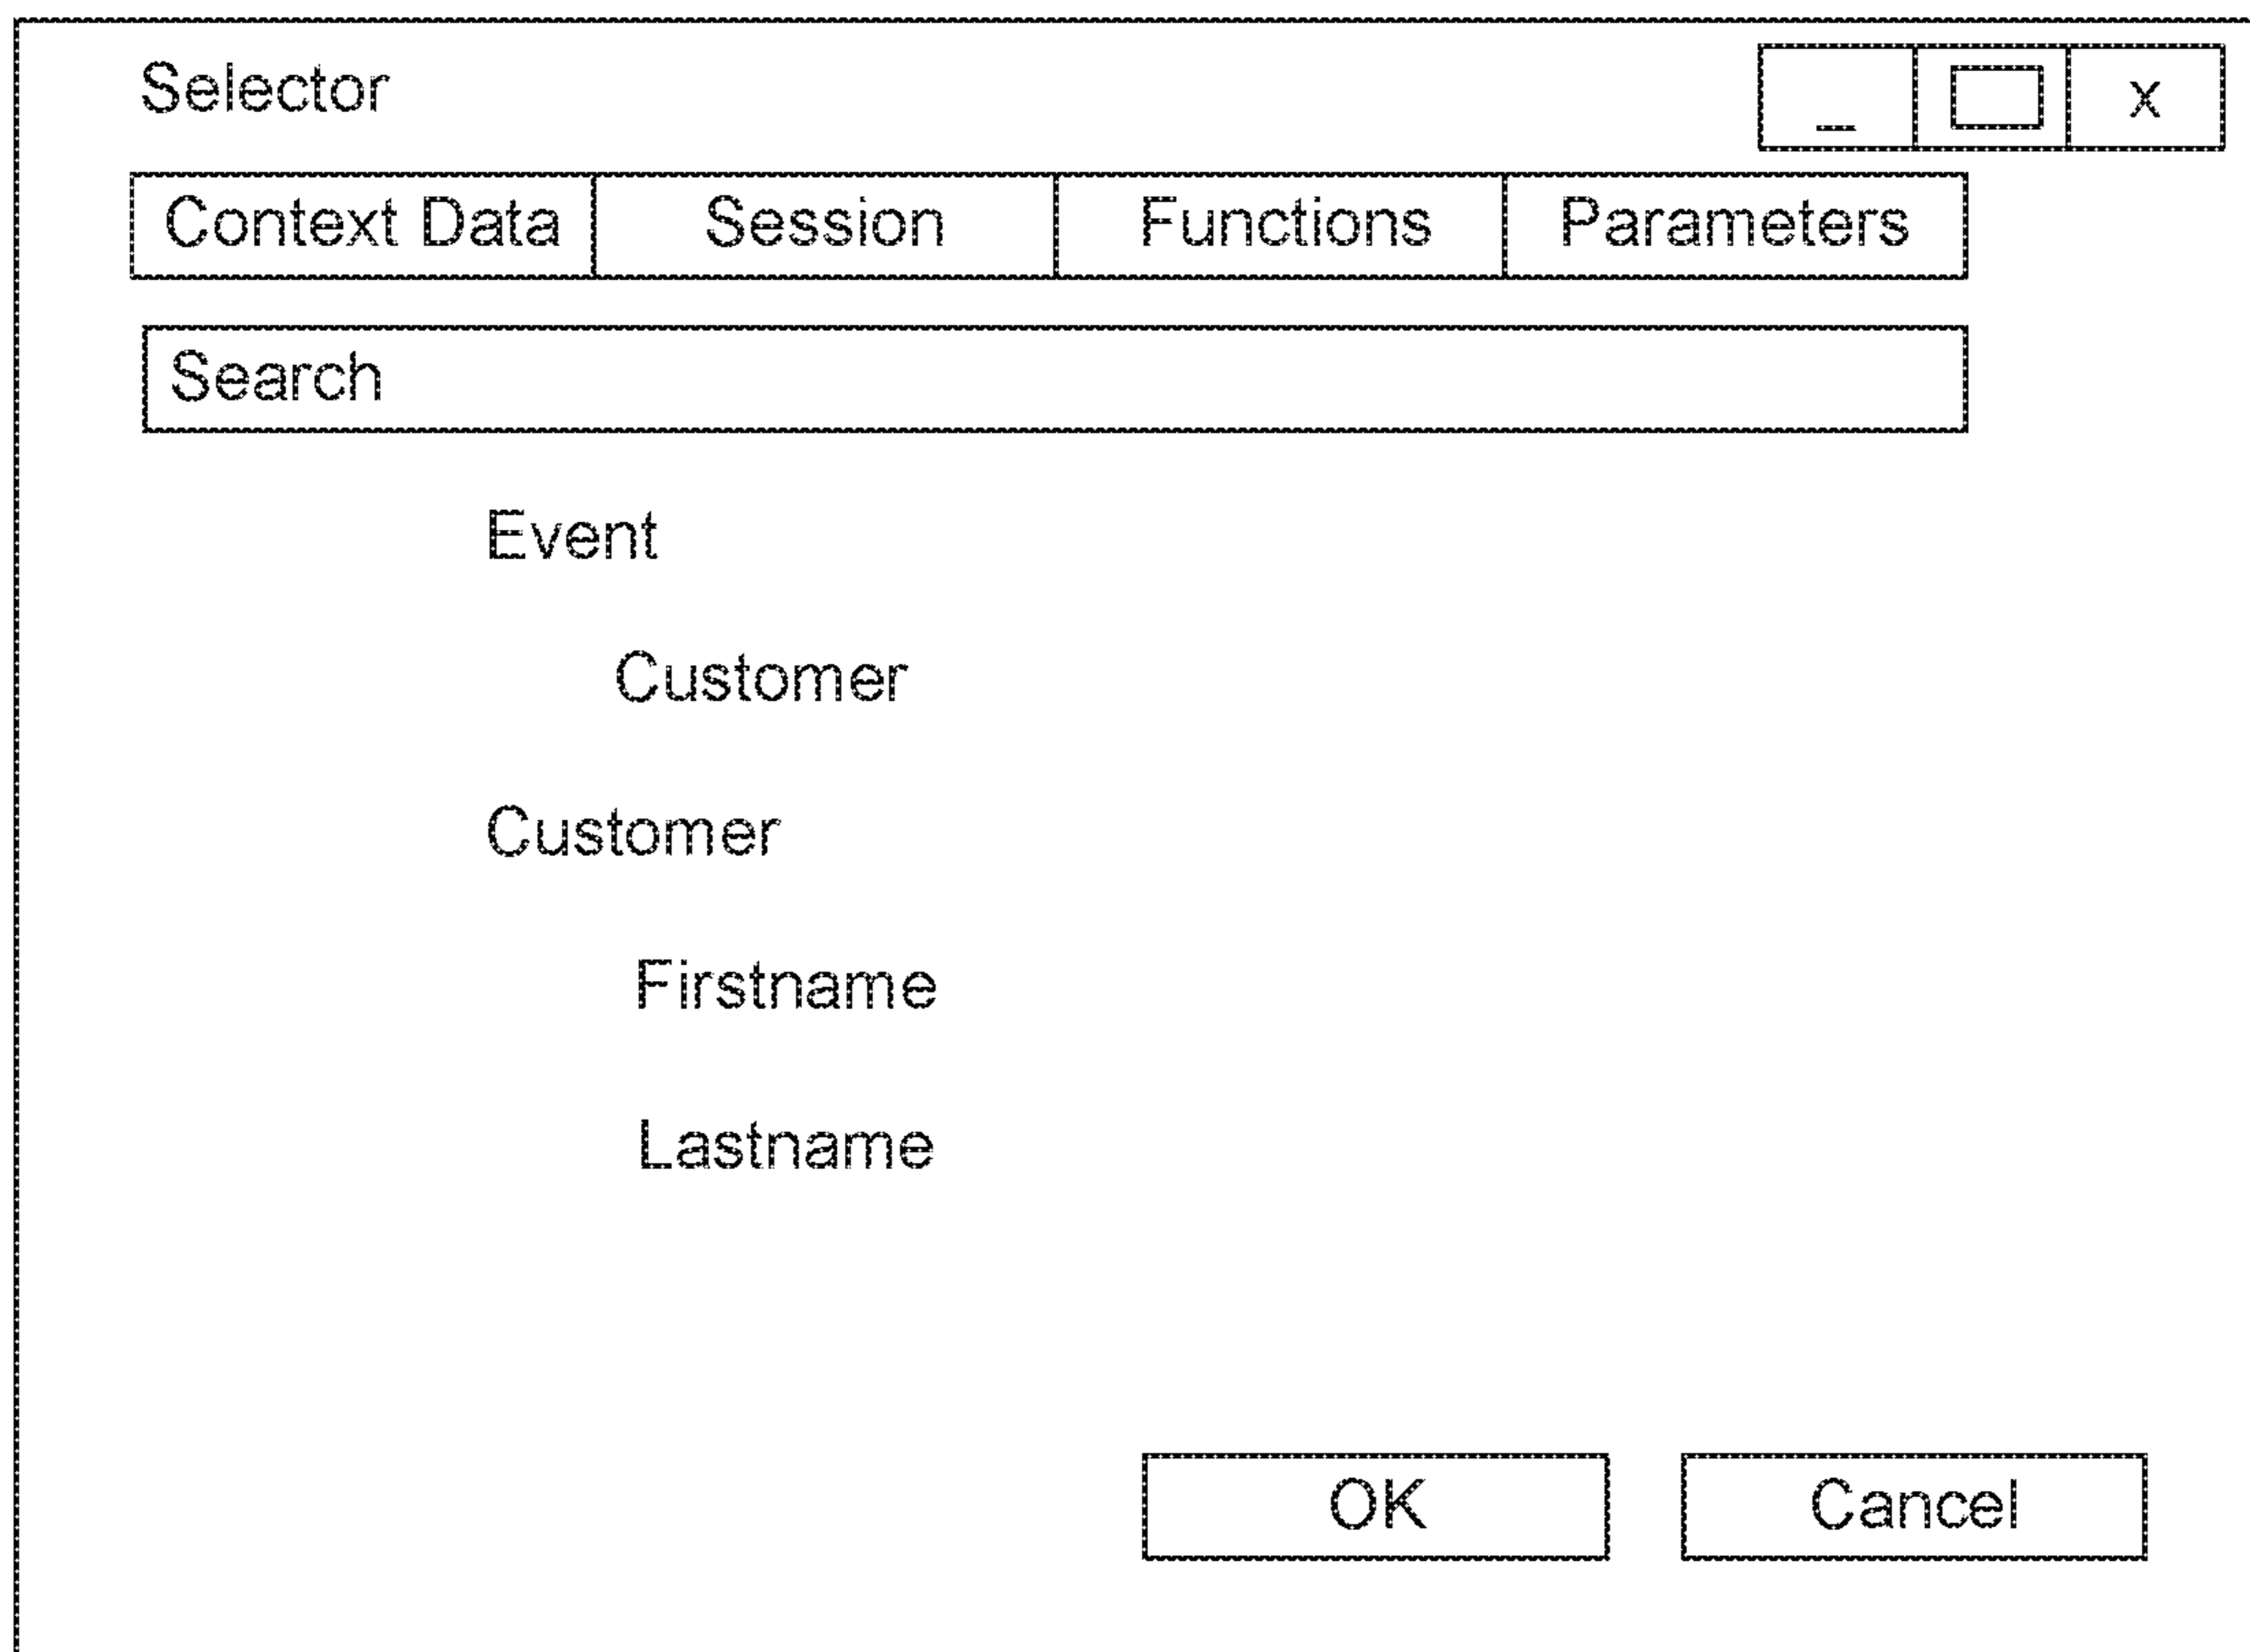 Selector _ x
Context Data Session Functions Parameters
Search
Event
Customer
Customer
Firstname
Lastname
OK Cancel